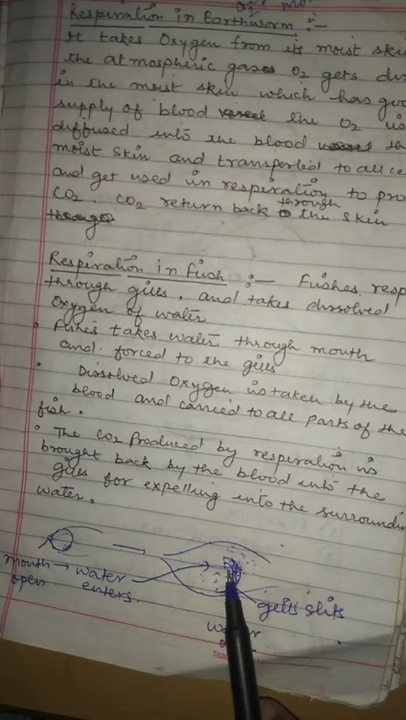 Respiration in Earthworm :-
It takes Oxygen from its moist skin
the atmospheric gases O2 gets
in the moist skin which has
supply of blood the O2 is
diffused into the blood
moist skin and transported to all
and get used in respiration to
CO2. CO2 return back through the skin
Respiration in fish :- Fishes
through gills, and takes dissolved
Oxygen of water
Fishes takes water through mouth
and forced to the gills
Dissolved Oxygen is taken by the
blood and carried to all parts of the
fish.
The CO2 Produced by respiration is
brought back by the blood into the
gills for expelling into the
water.
mouth → water
open enters.
gills slits